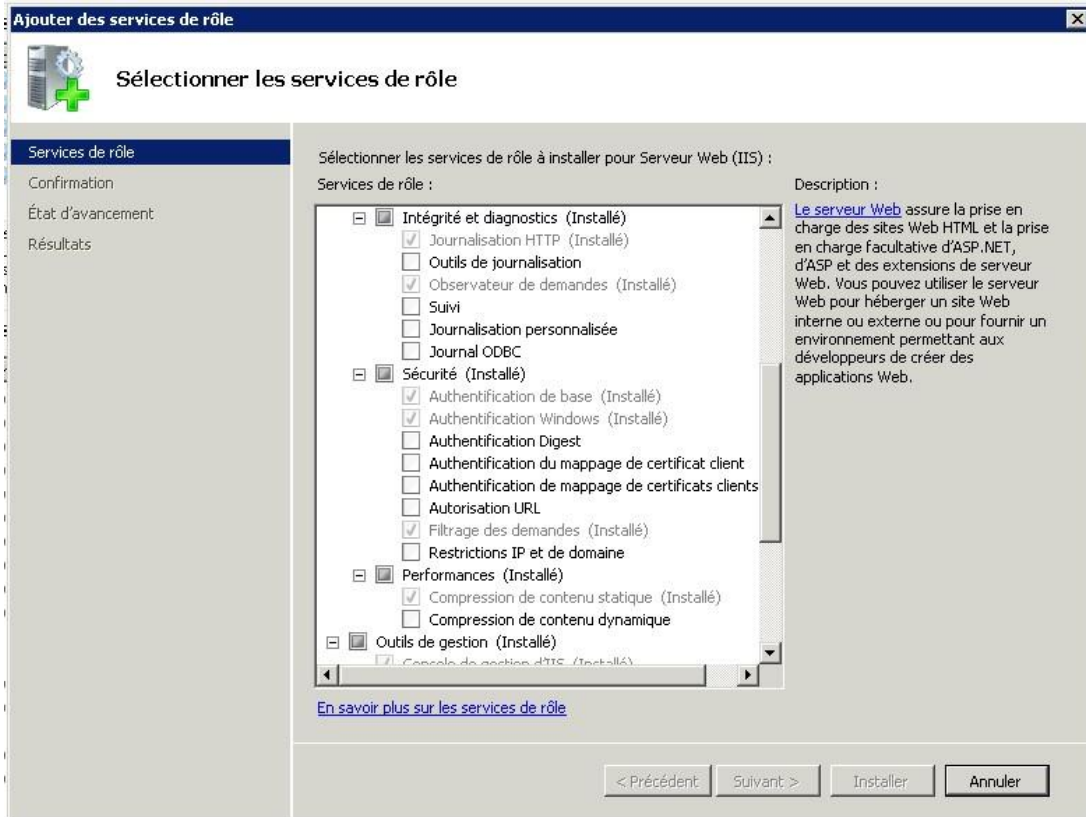 Ajouter des services de rôle
Sélectionner les services de rôle
Services de rôle
Confirmation
État d'avancement
Résultats
Sélectionner les services de rôle à installer pour Serveur Web (IIS) :
Services de rôle :
Intégrité et diagnostics (Installé)
Journalisation HTTP (Installé)
Outils de journalisation
Observateur de demandes (Installé)
Suivi
Journalisation personnalisée
Journal ODBC
Sécurité (Installé)
Authentification de base (Installé)
Authentification Windows (Installé)
Authentification Digest
Authentification du mappage de certificat client
Authentification de mappage de certificats clients
Autorisation URL
Filtrage des demandes (Installé)
Restrictions IP et de domaine
Performances (Installé)
Compression de contenu statique (Installé)
Compression de contenu dynamique
Outils de gestion (Installé)
Console de gestion d'IIS (Installé)
En savoir plus sur les services de rôle
Description :
Le serveur Web assure la prise en
charge des sites Web HTML et la prise
en charge facultative d'ASP.NET,
d'ASP et des extensions de serveur
Web. Vous pouvez utiliser le serveur
Web pour héberger un site Web
interne ou externe ou pour fournir un
environnement permettant aux
développeurs de créer des
applications Web.
< Précédent
Suivant >
Installer
Annuler